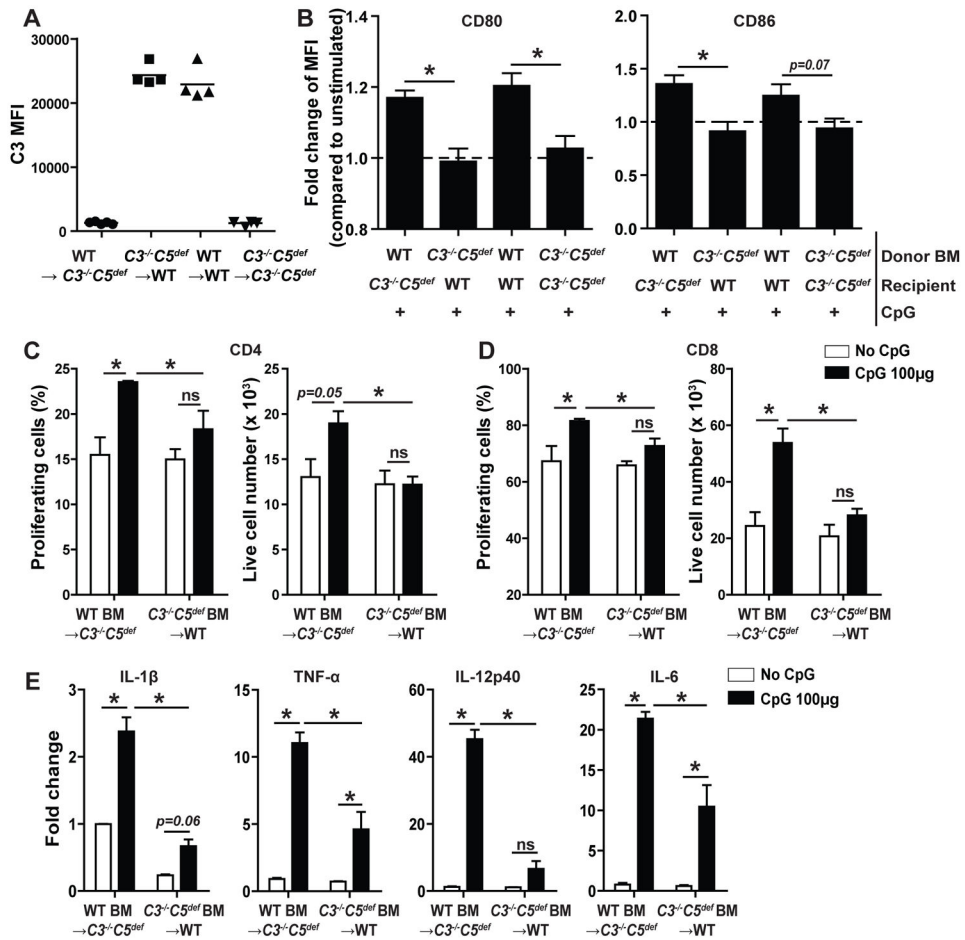 A
30000
20000
10000
0
C3 MFI
WT
→ C3-/-C5def
C3-/-C5def
→WT
WT
→WT
C3-/-C5def
→C3-/-C5def
B
CD80
Fold change of MFI
(compared to unstimulated)
1.4
1.2
1.0
0.8
*
*
WT C3-/-C5def WT C3-/-C5def
C3-/-C5def WT WT C3-/-C5def
+ + + +
CD86
2.0
1.5
1.0
0.5
0.0
*
p=0.07
WT C3-/-C5def WT C3-/-C5def Donor BM
C3-/-C5def WT WT C3-/-C5def Recipient
+ + + + CpG
C
CD4
Proliferating cells (%)
25
20
15
10
5
0
*
*
ns
WT BM
→C3-/-C5def
C3-/-C5def BM
→WT
Live cell number (x 10³)
25
20
15
10
5
0
p=0.05
*
ns
WT BM
→C3-/-C5def
C3-/-C5def BM
→WT
D
CD8
No CpG
CpG 100µg
Proliferating cells (%)
100
80
60
40
20
*
*
ns
WT BM
→C3-/-C5def
C3-/-C5def BM
→WT
Live cell number (x 10³)
80
60
40
20
0
*
*
ns
WT BM
→C3-/-C5def
C3-/-C5def BM
→WT
E
No CpG
CpG 100µg
IL-1β
Fold change
3
2
1
0
*
*
p=0.06
WT BM
→C3-/-C5def
C3-/-C5def BM
→WT
TNF-α
15
10
5
0
*
*
*
WT BM
→C3-/-C5def
C3-/-C5def BM
→WT
IL-12p40
60
40
20
0
*
*
ns
WT BM
→C3-/-C5def
C3-/-C5def BM
→WT
IL-6
25
20
15
10
5
0
*
*
*
WT BM
→C3-/-C5def
C3-/-C5def BM
→WT